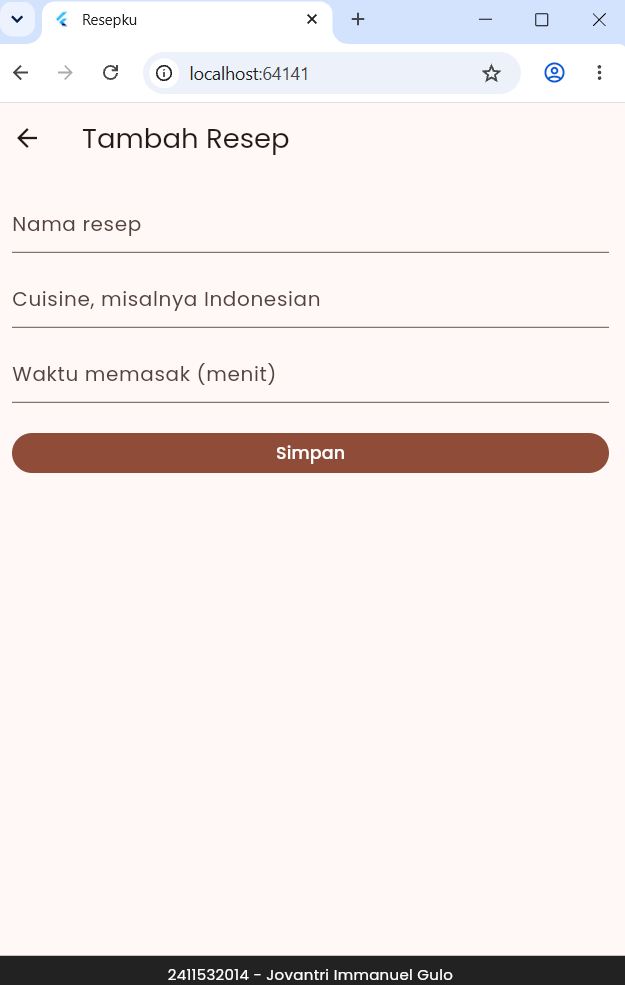 Resepku
localhost:64141
Tambah Resep
Nama resep
Cuisine, misalnya Indonesian
Waktu memasak (menit)
Simpan
2411532014 - Jovantri Immanuel Gulo